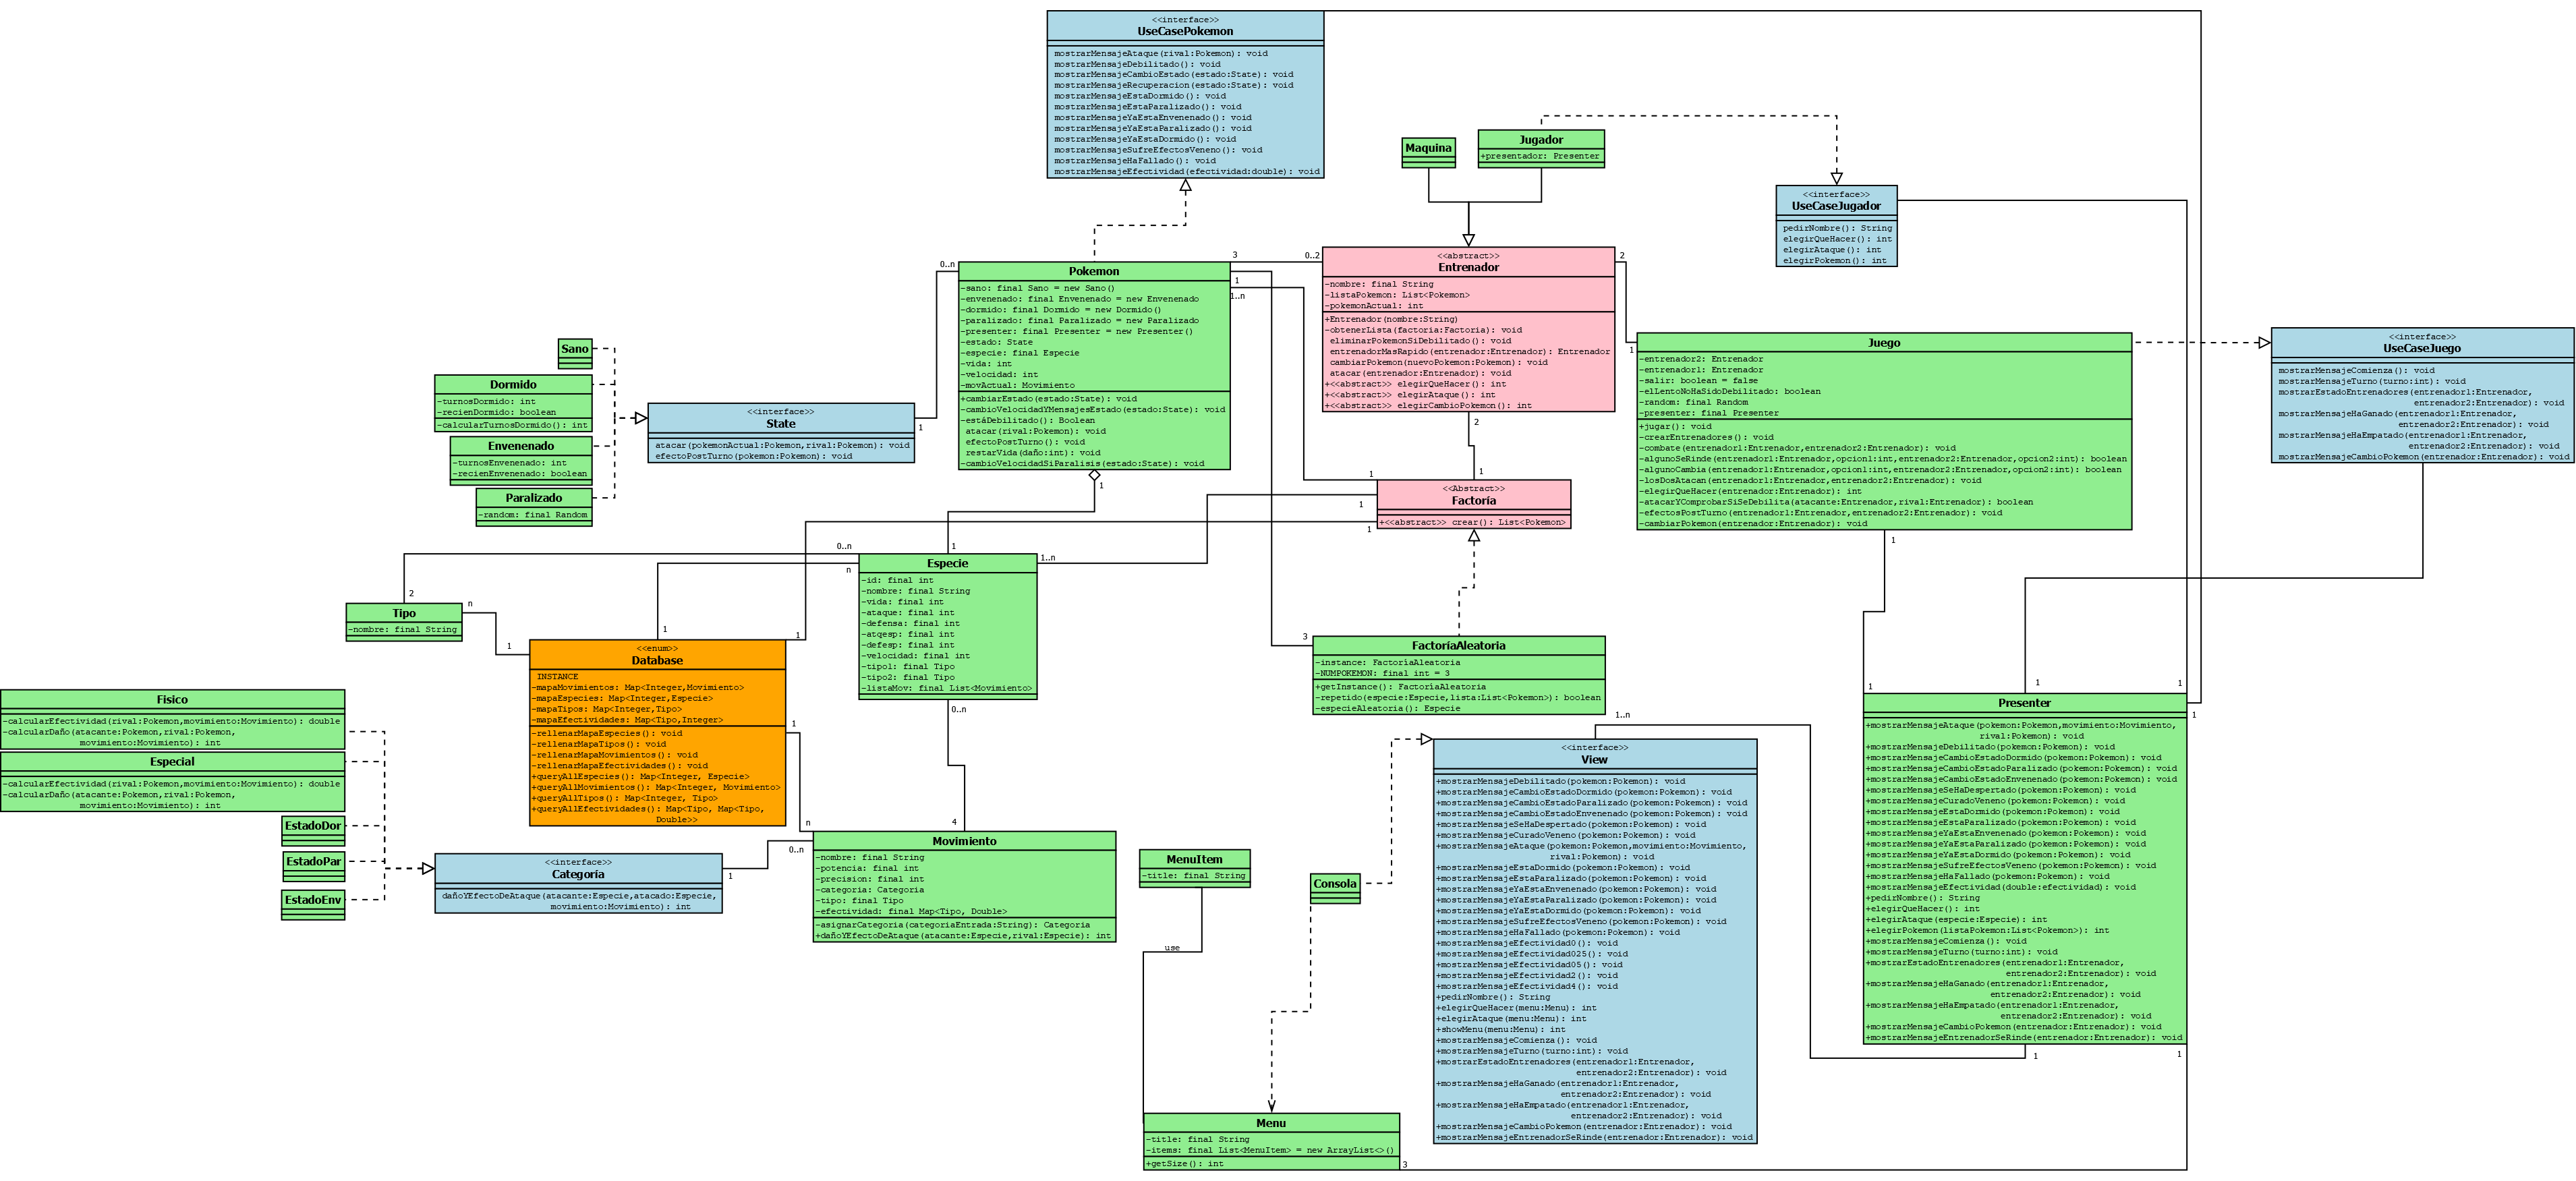 <<interface>>
UseCasePokemon
mostrarMensajeAtaque(rival:Pokemon): void
mostrarMensajeDebilitado(): void
mostrarMensajeCambioEstado(estado:State): void
mostrarMensajeRecuperacion(estado:State): void
mostrarMensajeEstaDormido(): void
mostrarMensajeEstaParalizado(): void
mostrarMensajeYaEstaEnvenenado(): void
mostrarMensajeYaEstaParalizado(): void
mostrarMensajeYaEstaDormido(): void
mostrarMensajeSufreEfectosVeneno(): void
mostrarMensajeHaFallado(): void
mostrarMensajeEfectividad(efectividad:double): void
Maquina
Jugador
+presentador: Presenter
<<interface>>
UseCaseJugador
pedirNombre(): String
elegirQueHacer(): int
elegirAtaque(): int
elegirPokemon(): int
0..n
Pokemon
-sano: final Sano = new Sano()
-envenenado: final Envenenado = new Envenenado
-dormido: final Dormido = new Dormido()
-paralizado: final Paralizado = new Paralizado
-presenter: final Presenter = new Presenter()
-estado: State
-especie: final Especie
-vida: int
-velocidad: int
-movActual: Movimiento
+cambiarEstado(estado:State): void
-cambioVelocidadYMensajesEstado(estado:State): void
-estáDebilitado(): Boolean
atacar(rival:Pokemon): void
efectoPostTurno(): void
restarVida(daño:int): void
-cambioVelocidadSiParalisis(estado:State): void
3
0..2
1
1..n
<<abstract>>
Entrenador
-nombre: final String
-listaPokemon: List<Pokemon>
-pokemonActual: int
+Entrenador(nombre:String)
-obtenerLista(factoria:Factoria): void
eliminarPokemonSiDebilitado(): void
entrenadorMasRapido(entrenador:Entrenador): Entrenador
cambiarPokemon(nuevoPokemon:Pokemon): void
atacar(entrenador:Entrenador): void
+<<abstract>> elegirQueHacer(): int
+<<abstract>> elegirAtaque(): int
+<<abstract>> elegirCambioPokemon(): int
2
1
2
1
Juego
-entrenador2: Entrenador
-entrenador1: Entrenador
-salir: boolean = false
-elLentoNoHaSidoDebilitado: boolean
-random: final Random
-presenter: final Presenter
+jugar(): void
-crearEntrenadores(): void
-combate(entrenador1:Entrenador,entrenador2:Entrenador): void
-algunoSeRinde(entrenador1:Entrenador,opcion1:int,entrenador2:Entrenador,opcion2:int): boolean
-algunoCambia(entrenador1:Entrenador,opcion1:int,entrenador2:Entrenador,opcion2:int): boolean
-losDosAtacan(entrenador1:Entrenador,entrenador2:Entrenador): void
-elegirQueHacer(entrenador:Entrenador): int
-atacarYComprobarSiSeDebilita(atacante:Entrenador,rival:Entrenador): boolean
-efectosPostTurno(entrenador1:Entrenador,entrenador2:Entrenador): void
-cambiarPokemon(entrenador:Entrenador): void
1
<<interface>>
UseCaseJuego
mostrarMensajeComienza(): void
mostrarMensajeTurno(turno:int): void
mostrarEstadoEntrenadores(entrenador1:Entrenador,
entrenador2:Entrenador): void
mostrarMensajeHaGanado(entrenador1:Entrenador,
entrenador2:Entrenador): void
mostrarMensajeHaEmpatado(entrenador1:Entrenador,
entrenador2:Entrenador): void
mostrarMensajeCambioPokemon(entrenador:Entrenador): void
Sano
Dormido
-turnosDormido: int
-recienDormido: boolean
-calcularTurnosDormido(): int
Envenenado
-turnosEnvenenado: int
-recienEnvenenado: boolean
Paralizado
-random: final Random
<<interface>>
State
atacar(pokemonActual:Pokemon,rival:Pokemon): void
efectoPostTurno(pokemon:Pokemon): void
1
1
1
1
1
<<Abstract>>
Factoría
+<<abstract>> crear(): List<Pokemon>
0..n
n
1
1..n
Especie
-id: final int
-nombre: final String
-vida: final int
-ataque: final int
-defensa: final int
-atqesp: final int
-defesp: final int
-velocidad: final int
-tipo1: final Tipo
-tipo2: final Tipo
-listaMov: final List<Movimiento>
0..n
2
n
Tipo
-nombre: final String
1
1
1
<<enum>>
Database
INSTANCE
-mapaMovimientos: Map<Integer,Movimiento>
-mapaEspecies: Map<Integer,Especie>
-mapaTipos: Map<Integer,Tipo>
-mapaEfectividades: Map<Tipo,Integer>
-rellenarMapaEspecies(): void
-rellenarMapaTipos(): void
-rellenarMapaMovimientos(): void
-rellenarMapaEfectividades(): void
+queryAllEspecies(): Map<Integer, Especie>
+queryAllMovimientos(): Map<Integer, Movimiento>
+queryAllTipos(): Map<Integer, Tipo>
+queryAllEfectividades(): Map<Tipo, Map<Tipo,
Double>>
1
n
3
FactoríaAleatoria
-instance: FactoríaAleatoria
-NUMPOKEMON: final int = 3
+getInstance(): FactoríaAleatoria
-repetido(especie:Especie,lista:List<Pokemon>): boolean
-especieAleatoria(): Especie
Fisico
-calcularEfectividad(rival:Pokemon,movimiento:Movimiento): double
-calcularDaño(atacante:Pokemon,rival:Pokemon,
movimiento:Movimiento): int
Especial
-calcularEfectividad(rival:Pokemon,movimiento:Movimiento): double
-calcularDaño(atacante:Pokemon,rival:Pokemon,
movimiento:Movimiento): int
EstadoDor
EstadoPar
EstadoEnv
<<interface>>
Categoría
dañoYEfectoDeAtaque(atacante:Especie,atacado:Especie,
movimiento:Movimiento): int
1
0..n
4
Movimiento
-nombre: final String
-potencia: final int
-precision: final int
-categoria: Categoria
-tipo: final Tipo
-efectividad: final Map<Tipo, Double>
-asignarCategoria(categoriaEntrada:String): Categoria
+dañoYEfectoDeAtaque(atacante:Especie,rival:Especie): int
MenuItem
-title: final String
use
Consola
1..n
<<interface>>
View
+mostrarMensajeDebilitado(pokemon:Pokemon): void
+mostrarMensajeCambioEstadoDormido(pokemon:Pokemon): void
+mostrarMensajeCambioEstadoParalizado(pokemon:Pokemon): void
+mostrarMensajeCambioEstadoEnvenenado(pokemon:Pokemon): void
+mostrarMensajeSeHaDespertado(pokemon:Pokemon): void
+mostrarMensajeCuradoVeneno(pokemon:Pokemon): void
+mostrarMensajeAtaque(pokemon:Pokemon,movimiento:Movimiento,
rival:Pokemon): void
+mostrarMensajeEstaDormido(pokemon:Pokemon): void
+mostrarMensajeEstaParalizado(pokemon:Pokemon): void
+mostrarMensajeYaEstaEnvenenado(pokemon:Pokemon): void
+mostrarMensajeYaEstaParalizado(pokemon:Pokemon): void
+mostrarMensajeYaEstaDormido(pokemon:Pokemon): void
+mostrarMensajeSufreEfectosVeneno(pokemon:Pokemon): void
+mostrarMensajeHaFallado(pokemon:Pokemon): void
+mostrarMensajeEfectividad0(): void
+mostrarMensajeEfectividad025(): void
+mostrarMensajeEfectividad05(): void
+mostrarMensajeEfectividad2(): void
+mostrarMensajeEfectividad4(): void
+pedirNombre(): String
+elegirQueHacer(menu:Menu): int
+elegirAtaque(menu:Menu): int
+showMenu(menu:Menu): int
+mostrarMensajeComienza(): void
+mostrarMensajeTurno(turno:int): void
+mostrarEstadoEntrenadores(entrenador1:Entrenador,
entrenador2:Entrenador): void
+mostrarMensajeHaGanado(entrenador1:Entrenador,
entrenador2:Entrenador): void
+mostrarMensajeHaEmpatado(entrenador1:Entrenador,
entrenador2:Entrenador): void
+mostrarMensajeCambioPokemon(entrenador:Entrenador): void
+mostrarMensajeEntrenadorSeRinde(entrenador:Entrenador): void
1
1
1
1
Presenter
+mostrarMensajeAtaque(pokemon:Pokemon,movimiento:Movimiento,
rival:Pokemon): void
+mostrarMensajeDebilitado(pokemon:Pokemon): void
+mostrarMensajeCambioEstadoDormido(pokemon:Pokemon): void
+mostrarMensajeCambioEstadoParalizado(pokemon:Pokemon): void
+mostrarMensajeCambioEstadoEnvenenado(pokemon:Pokemon): void
+mostrarMensajeSeHaDespertado(pokemon:Pokemon): void
+mostrarMensajeCuradoVeneno(pokemon:Pokemon): void
+mostrarMensajeEstaDormido(pokemon:Pokemon): void
+mostrarMensajeEstaParalizado(pokemon:Pokemon): void
+mostrarMensajeYaEstaEnvenenado(pokemon:Pokemon): void
+mostrarMensajeYaEstaParalizado(pokemon:Pokemon): void
+mostrarMensajeYaEstaDormido(pokemon:Pokemon): void
+mostrarMensajeSufreEfectosVeneno(pokemon:Pokemon): void
+mostrarMensajeHaFallado(pokemon:Pokemon): void
+mostrarMensajeEfectividad(double:efectividad): void
+pedirNombre(): String
+elegirQueHacer(): int
+elegirAtaque(especie:Especie): int
+elegirPokemon(listaPokemon:List<Pokemon>): int
+mostrarMensajeComienza(): void
+mostrarMensajeTurno(turno:int): void
+mostrarEstadoEntrenadores(entrenador1:Entrenador,
entrenador2:Entrenador): void
+mostrarMensajeHaGanado(entrenador1:Entrenador,
entrenador2:Entrenador): void
+mostrarMensajeHaEmpatado(entrenador1:Entrenador,
entrenador2:Entrenador): void
+mostrarMensajeCambioPokemon(entrenador:Entrenador): void
+mostrarMensajeEntrenadorSeRinde(entrenador:Entrenador): void
1
1
Menu
-title: final String
-items: final List<MenuItem> = new ArrayList<>()
+getSize(): int
3